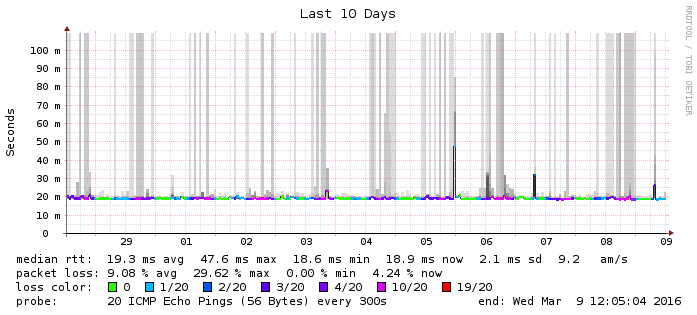 Last 10 Days
RRDTOOL / TOBI OETIKER
Seconds
100 m
90 m
80 m
70 m
60 m
50 m
40 m
30 m
20 m
10 m
0
29 01 02 03 04 05 06 07 08 09
median rtt: 19.3 ms avg 47.6 ms max 18.6 ms min 18.9 ms now 2.1 ms sd 9.2 am/s
packet loss: 9.08 % avg 29.62 % max 0.00 % min 4.24 % now
loss color: 0 1/20 2/20 3/20 4/20 10/20 19/20
probe: 20 ICMP Echo Pings (56 Bytes) every 300s end: Wed Mar 9 12:05:04 2016